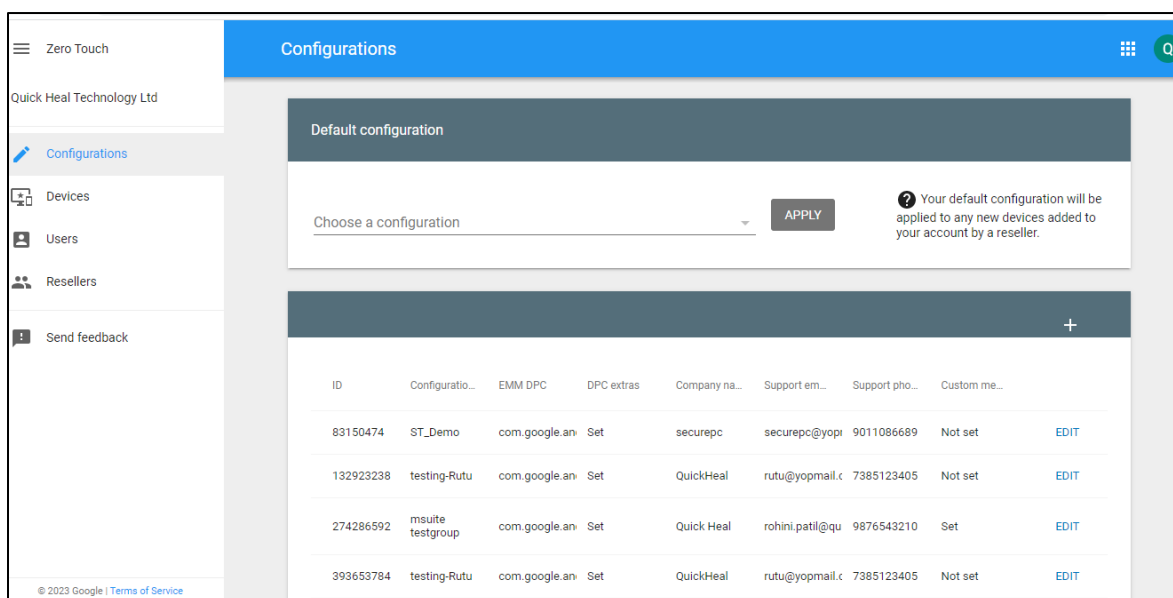 Zero Touch
Quick Heal Technology Ltd
Configurations
Devices
Users
Resellers
Send feedback
© 2023 Google | Terms of Service
Configurations
Q
Default configuration
Choose a configuration
APPLY
? Your default configuration will be
applied to any new devices added to
your account by a reseller.
+
ID Configuratio... EMM DPC DPC extras Company na... Support em... Support pho... Custom me...
83150474 ST_Demo com.google.an Set securepc securepc@yop 9011086689 Not set EDIT
132923238 testing-Rutu com.google.an Set QuickHeal rutu@yopmail.c 7385123405 Not set EDIT
274286592 msuite testgroup com.google.an Set Quick Heal rohini.patil@qu 9876543210 Set EDIT
393653784 testing-Rutu com.google.an Set QuickHeal rutu@yopmail.c 7385123405 Not set EDIT